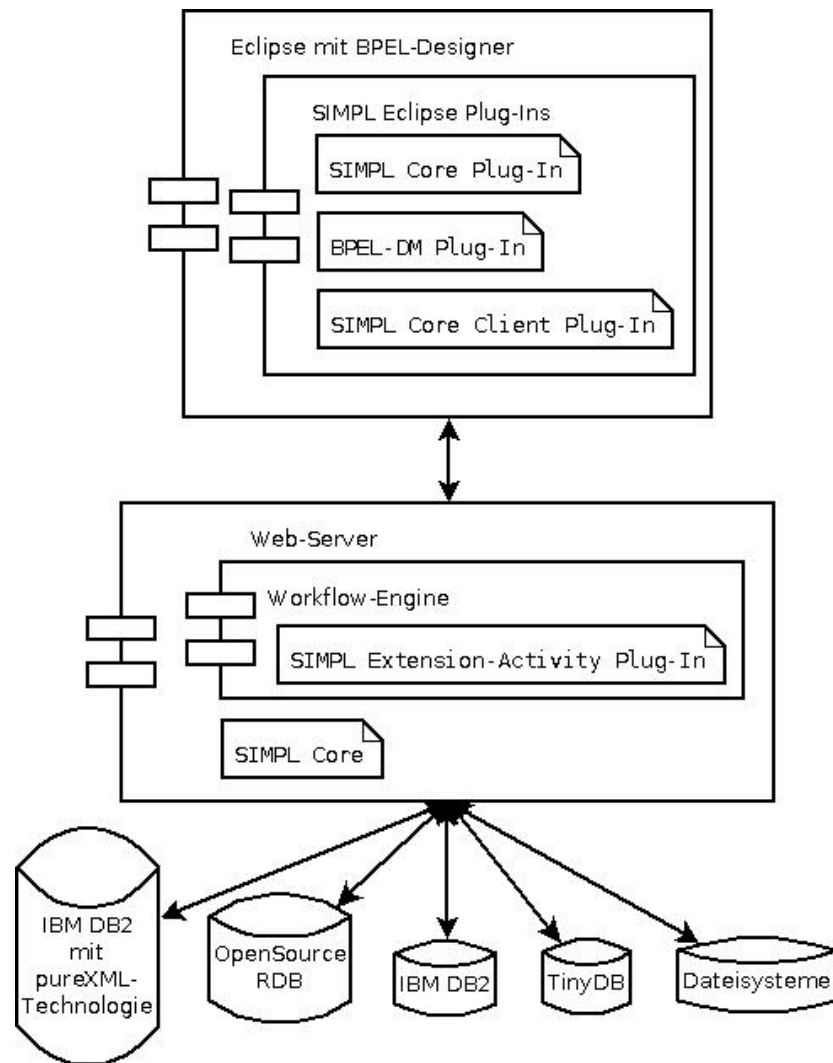 Eclipse mit BPEL-Designer
SIMPL Eclipse Plug-Ins
SIMPL Core Plug-In
BPEL-DM Plug-In
SIMPL Core Client Plug-In
Web-Server
Workflow-Engine
SIMPL Extension-Activity Plug-In
SIMPL Core
IBM DB2
mit
pureXML-
Technologie
OpenSource
RDB
IBM DB2
TinyDB
Dateisysteme